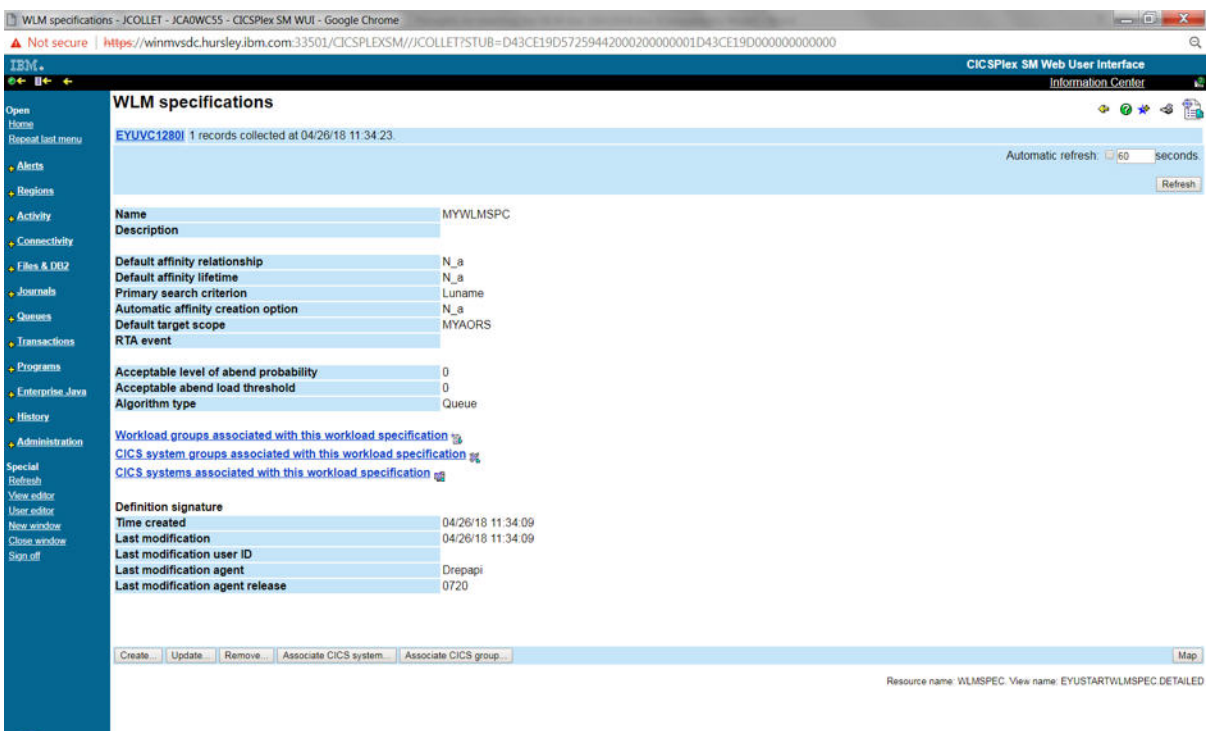 WLM specifications - JCOLLET - JCA0WC55 - CICSPlex SM WUI - Google Chrome
Not secure | https://winmvsdc.hursley.ibm.com:33501/CICSPLEXSM//JCOLLET?STUB=D43CE19D57259442000200000001D43CE19D000000000000
IBM.
CICSPlex SM Web User Interface
Information Center
Open
Home
Repeat last menu
Alerts
Regions
Activity
Connectivity
Files & DB2
Journals
Queues
Transactions
Programs
Enterprise Java
History
Administration
Special
Refresh
View editor
User editor
New window
Close window
Sign off
WLM specifications
EYUVC1280I 1 records collected at 04/26/18 11:34:23.
Automatic refresh: 60 seconds.
Refresh
Name MYWLMSPC
Description
Default affinity relationship N_a
Default affinity lifetime N_a
Primary search criterion Luname
Automatic affinity creation option N_a
Default target scope MYAORS
RTA event
Acceptable level of abend probability 0
Acceptable abend load threshold 0
Algorithm type Queue
Workload groups associated with this workload specification
CICS system groups associated with this workload specification
CICS systems associated with this workload specification
Definition signature
Time created 04/26/18 11:34:09
Last modification 04/26/18 11:34:09
Last modification user ID
Last modification agent Drepapi
Last modification agent release 0720
Create... Update... Remove... Associate CICS system... Associate CICS group... Map
Resource name: WLMSPEC. View name: EYUSTARTWLMSPEC.DETAILED